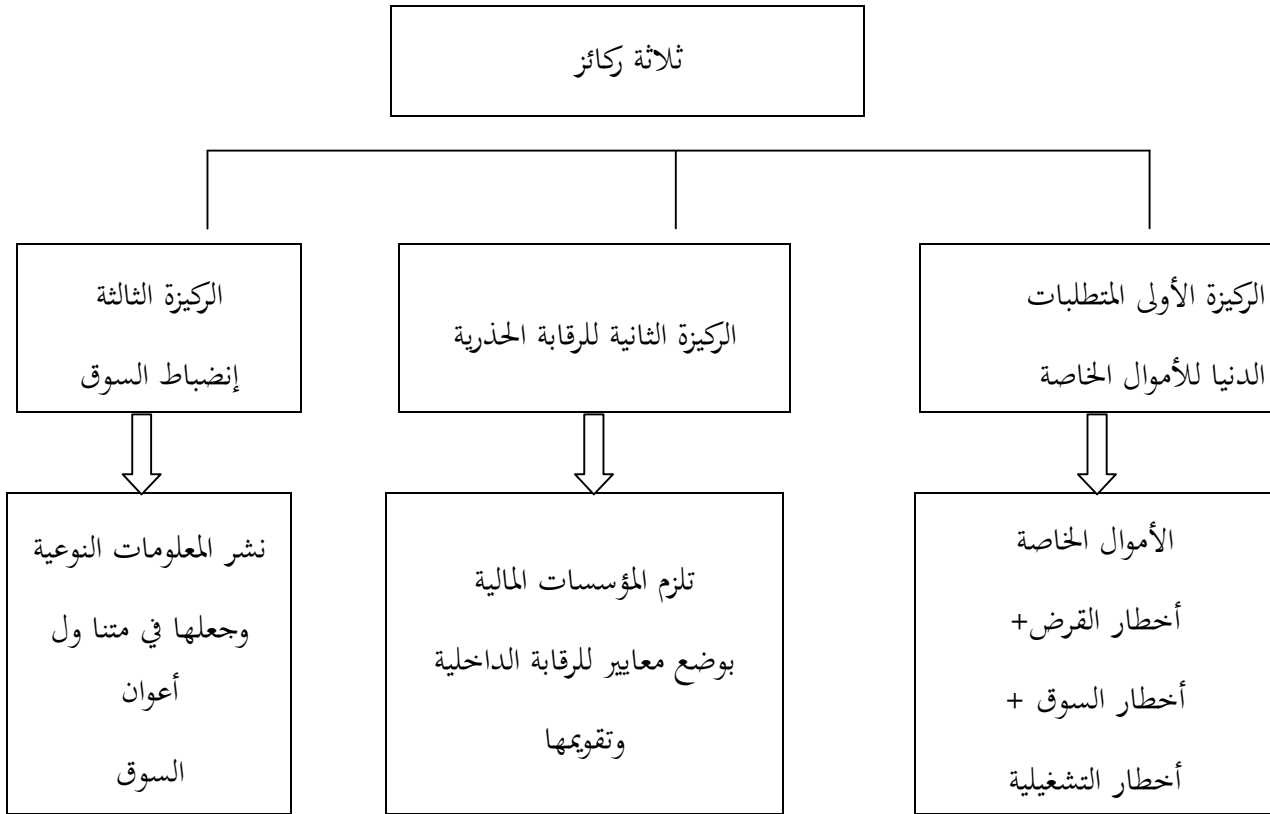 ثلاثة ركائز
الركيزة الأولى المتطلبات
الدنيا للأموال الخاصة
الركيزة الثانية للرقابة الحذرية
الركيزة الثالثة
إنضباط السوق
الأموال الخاصة
أخطار القرض+
أخطار السوق +
أخطار التشغيلية
تلزم المؤسسات المالية
بوضع معايير للرقابة الداخلية
وتقويمها
نشر المعلومات النوعية
وجعلها في متنا ول
أعوان
السوق